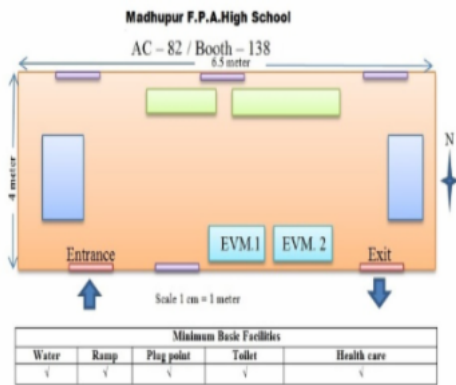 Madhupur F.P.A.High School
AC – 82 / Booth – 138
6.5 meter
4 meter
N
EVM.1 EVM. 2
Entrance Exit
Scale 1 cm = 1 meter
Minimum Basic Facilities
Water Ramp Plug point Toilet Health care
√ √ √ √ √